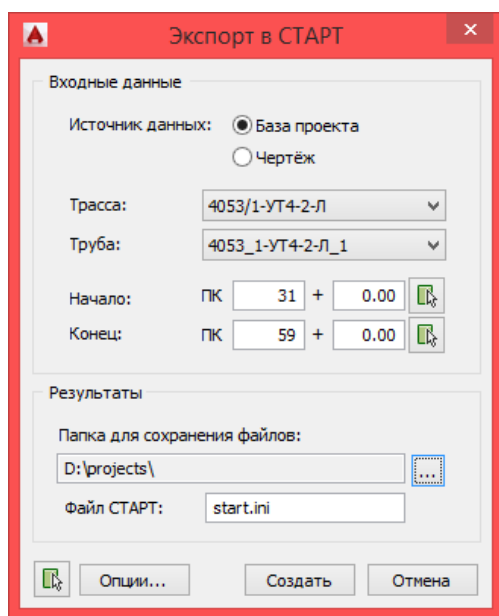 Экспорт в СТАРТ
Входные данные
Источник данных: База проекта
Чертёж
Трасса: 4053/1-УТ4-2-Л
Труба: 4053_1-УТ4-2-Л_1
Начало: ПК 31 + 0.00
Конец: ПК 59 + 0.00
Результаты
Папка для сохранения файлов:
D:\projects\ ...
Файл СТАРТ: start.ini
Опции... Создать Отмена